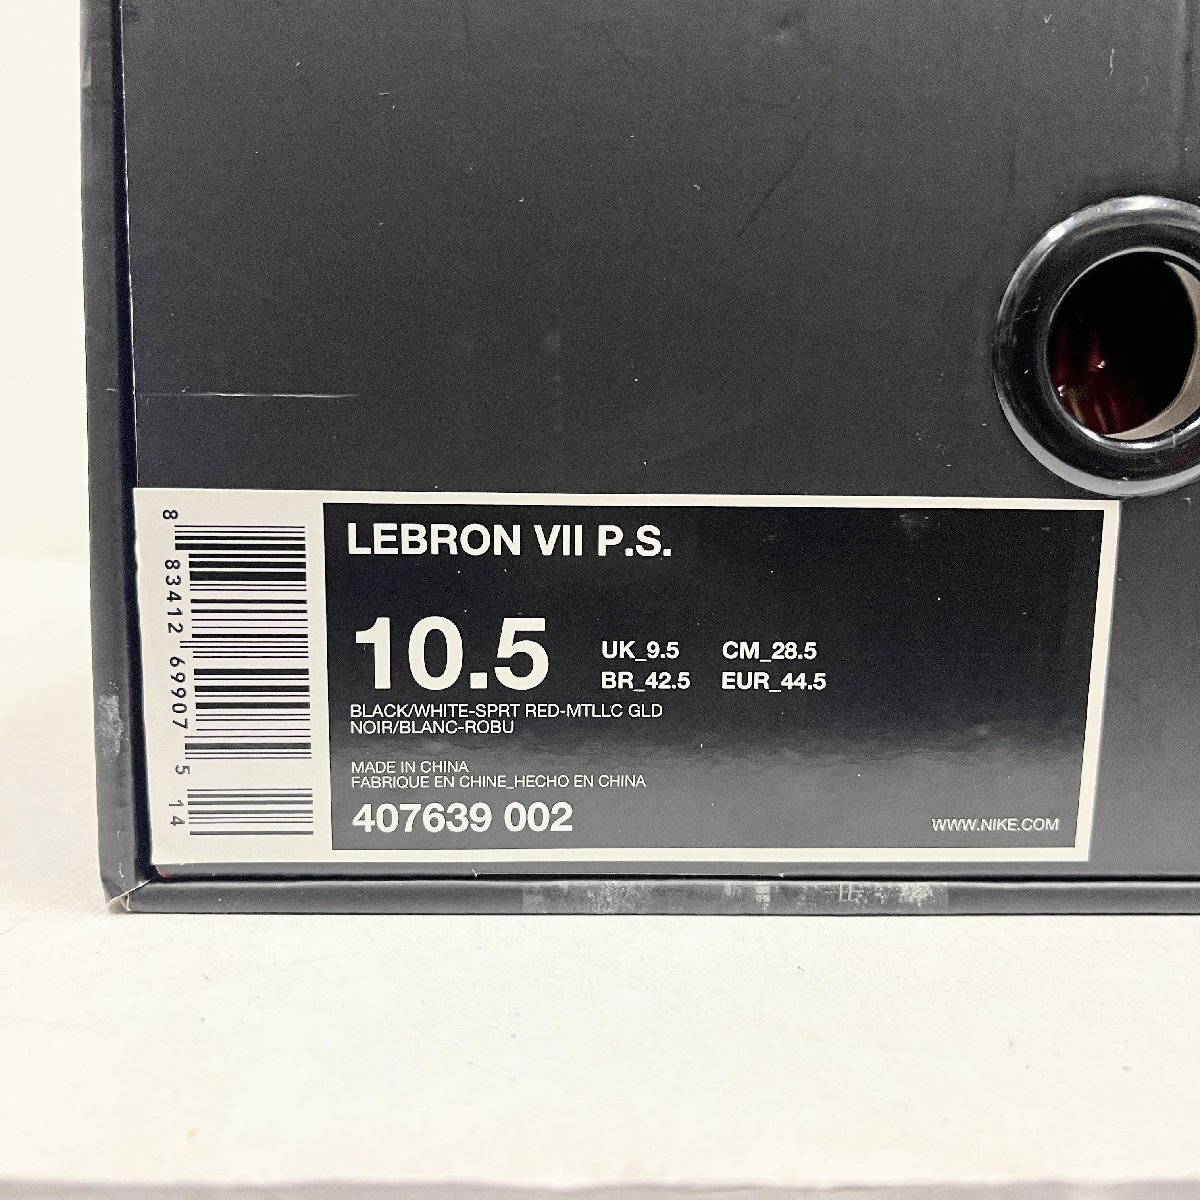 LEBRON VII P.S.
10.5
UK_9.5 CM_28.5
BR_42.5 EUR_44.5
BLACK/WHITE-SPRT RED-MTLLC GLD
NOIR/BLANC-ROBU
MADE IN CHINA
FABRIQUE EN CHINE_HECHO EN CHINA
407639 002
WWW.NIKE.COM
8 83412 69907 5 14